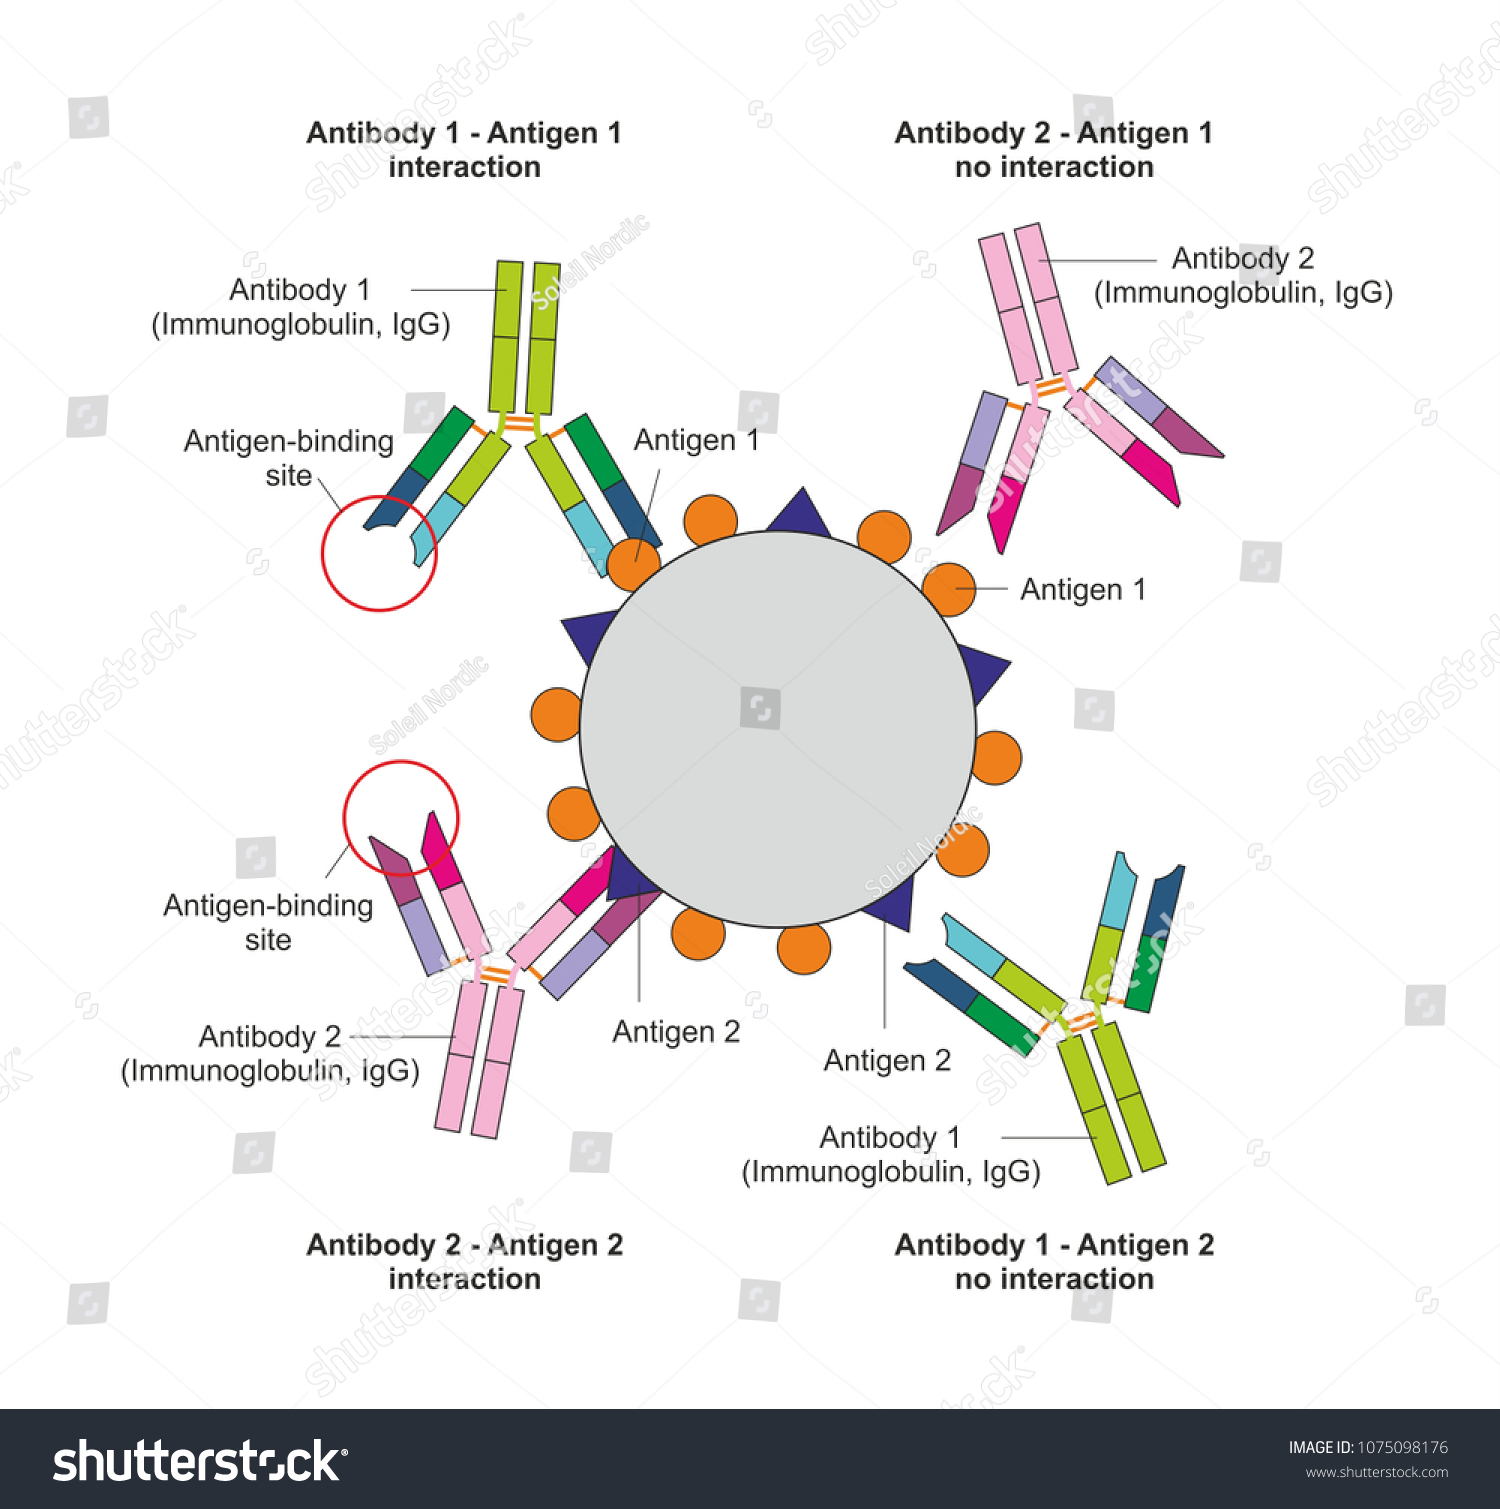 Antibody 1 - Antigen 1
interaction
Antibody 2 - Antigen 1
no interaction
Antibody 1
(Immunoglobulin, IgG)
Antibody 2
(Immunoglobulin, IgG)
Antigen-binding
site
Antigen 1
Antigen 1
Antigen-binding
site
Antibody 2
(Immunoglobulin, IgG)
Antigen 2
Antigen 2
Antibody 1
(Immunoglobulin, IgG)
Antibody 2 - Antigen 2
interaction
Antibody 1 - Antigen 2
no interaction
shutterstock
Soleil Nordic
shutterstock
IMAGE ID: 1075098176
www.shutterstock.com